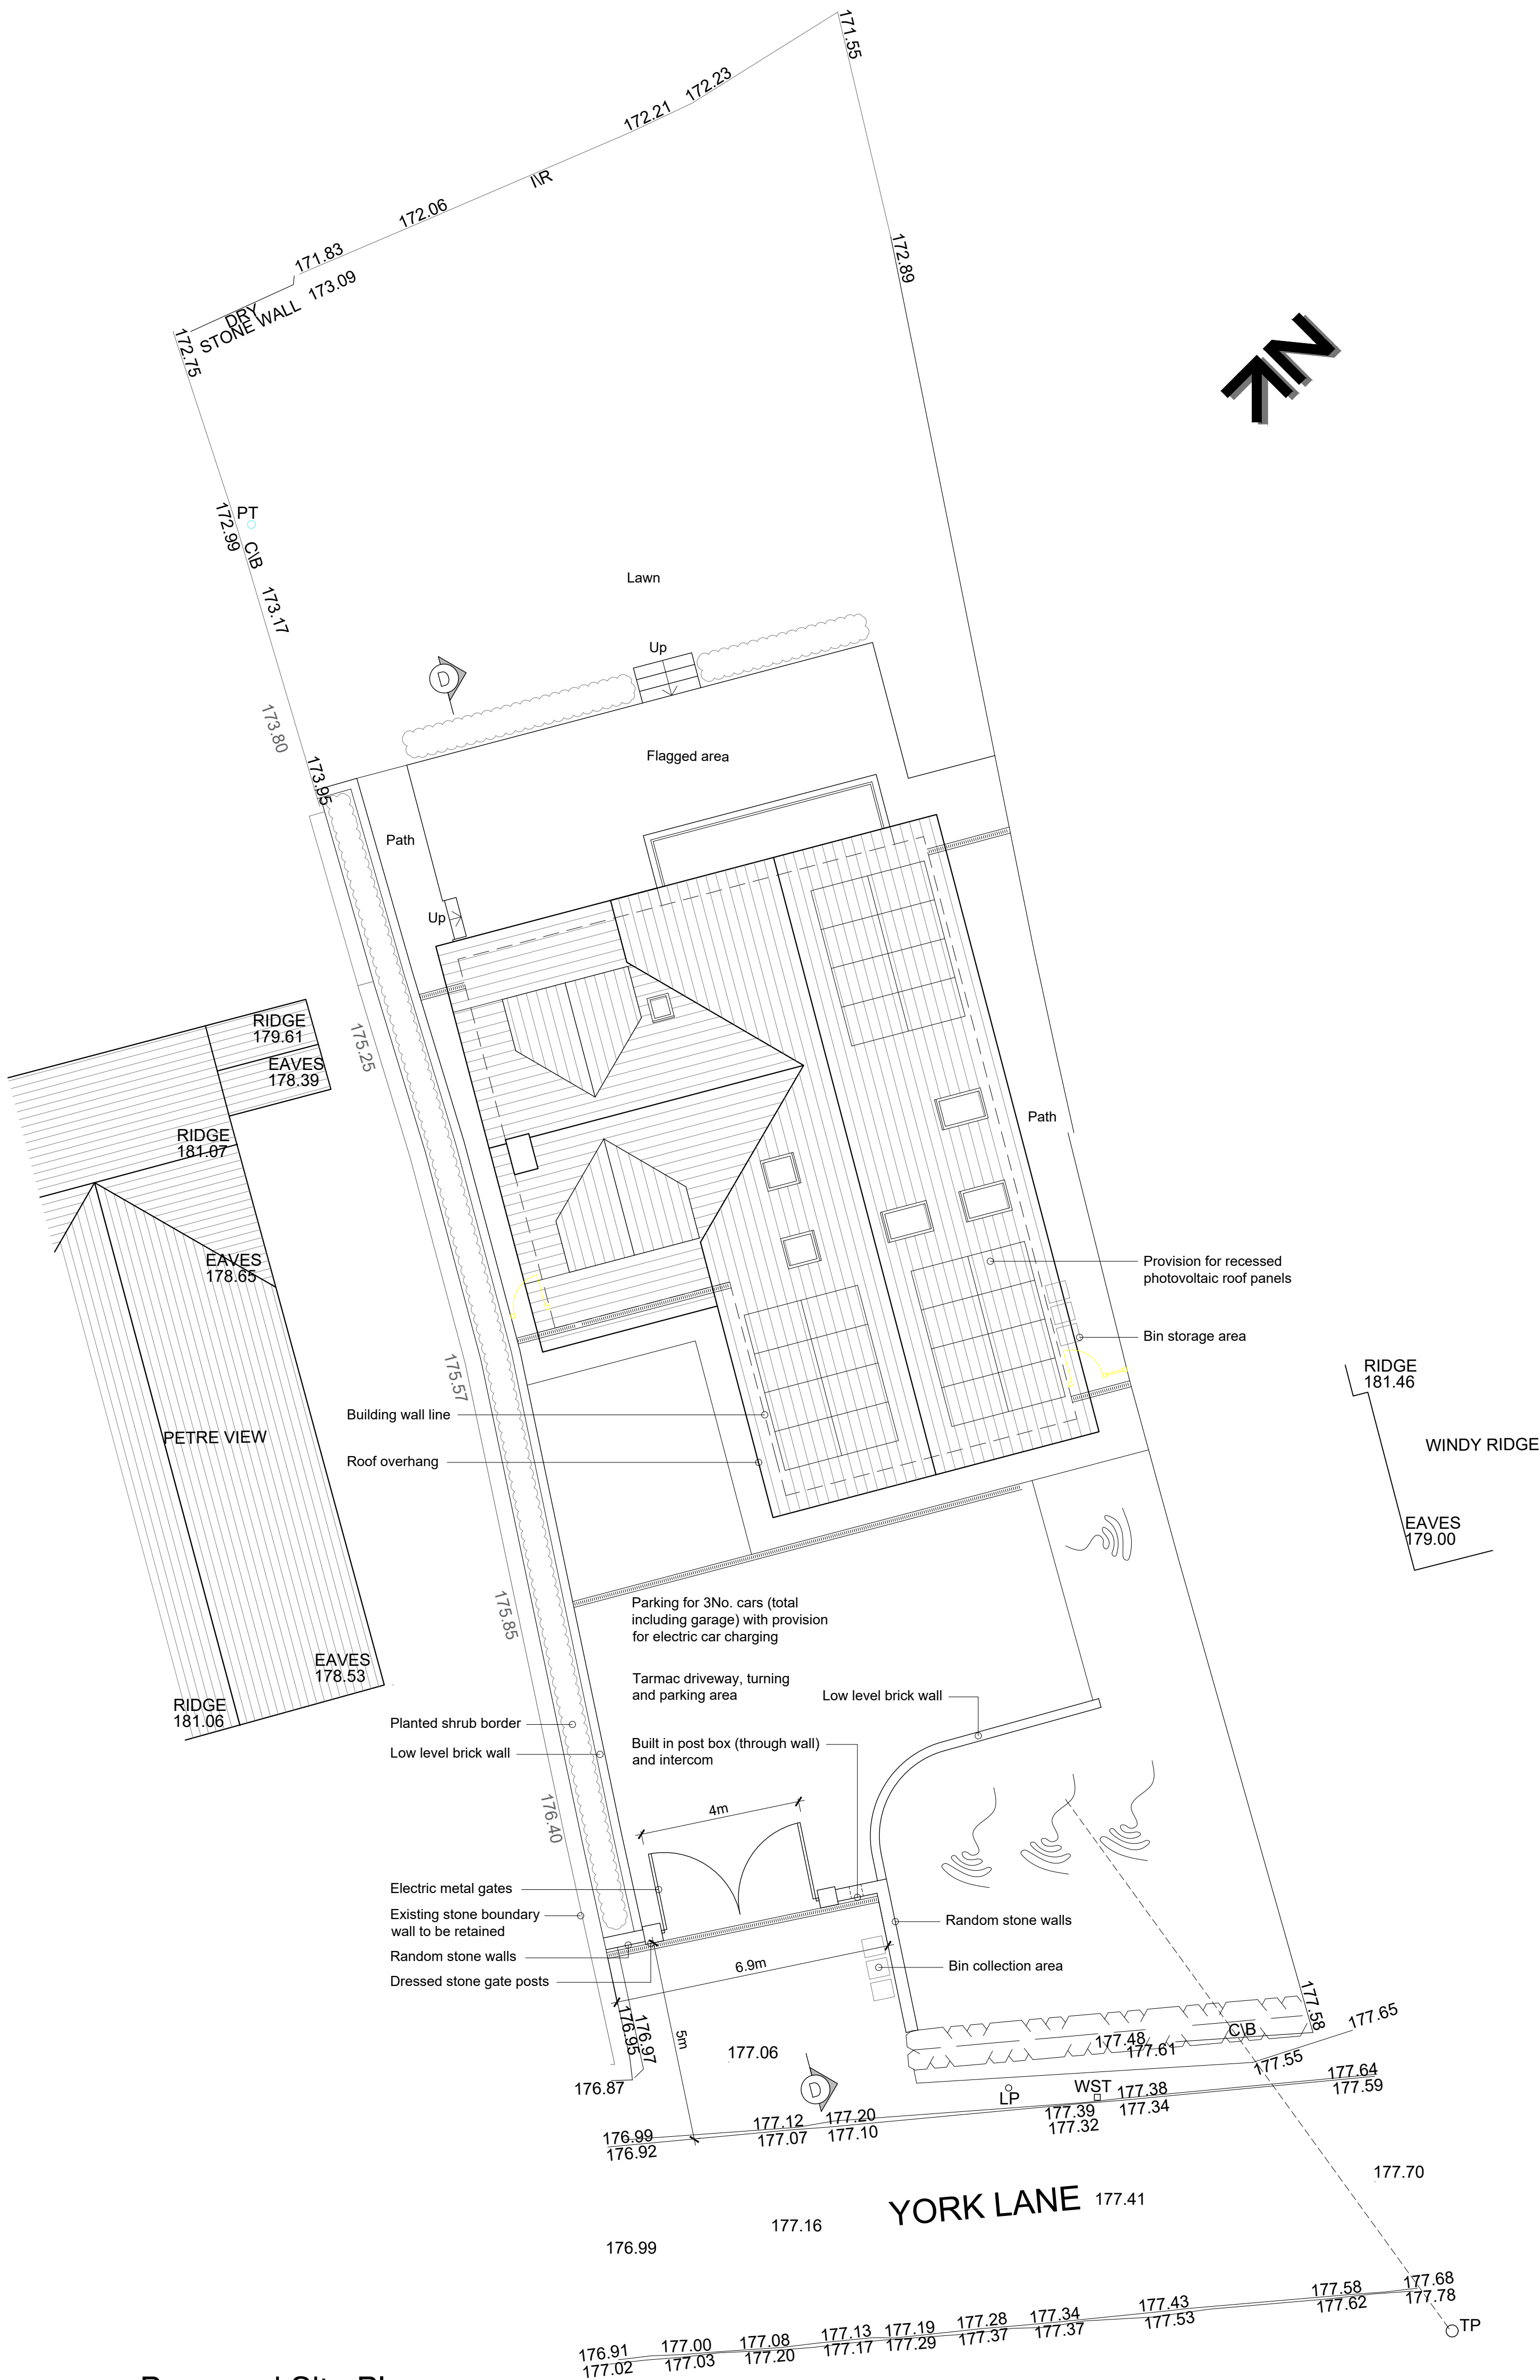 171.55
172.23
172.21
I\R
172.06
172.89
171.83
173.09
DRY
STONE WALL
172.75
N
PT
172.99
C\B
173.17
Lawn
Up
D
173.80
Flagged area
173.95
Path
Up
RIDGE
179.61
175.25
EAVES
178.39
Path
RIDGE
181.07
EAVES
178.65
Provision for recessed
photovoltaic roof panels
Bin storage area
175.57
RIDGE
181.46
Building wall line
PETRE VIEW
WINDY RIDGE
Roof overhang
EAVES
179.00
175.85
Parking for 3No. cars (total
including garage) with provision
for electric car charging
EAVES
178.53
Tarmac driveway, turning
and parking area
Low level brick wall
RIDGE
181.06
Planted shrub border
Low level brick wall
Built in post box (through wall)
and intercom
176.40
4m
Electric metal gates
Existing stone boundary
wall to be retained
Random stone walls
Random stone walls
Dressed stone gate posts
6.9m
Bin collection area
176.95
176.97
5m
177.58
177.65
C\B
177.48
177.61
177.06
177.55
176.87
D
LP
WST
177.38
177.34
177.64
177.59
177.39
177.32
177.20
177.10
177.12
177.07
176.99
176.92
177.70
YORK LANE
177.41
177.16
176.99
177.68
177.78
177.58
177.62
177.43
177.53
TP
177.34
177.37
177.28
177.37
177.19
177.29
177.13
177.17
177.08
177.20
177.00
177.03
176.91
177.02